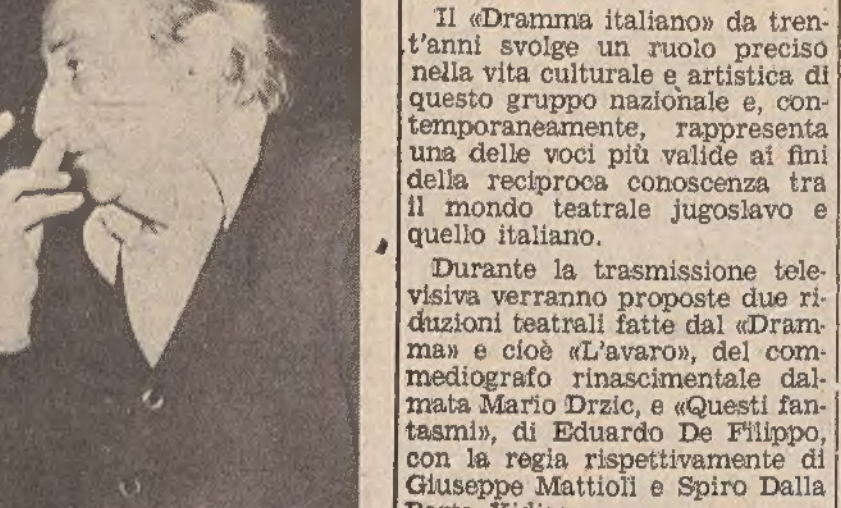 Il «Dramma italiano» da tren-
t'anni svolge un ruolo preciso
nella vita culturale e artistica di
questo gruppo nazionale e, con-
temporaneamente, rappresenta
una delle voci più valide ai fini
della reciproca conoscenza tra
il mondo teatrale jugoslavo e
quello italiano.
Durante la trasmissione tele-
visiva verranno proposte due ri-
duzioni teatrali fatte dal «Dram-
ma» e cioè «L'avaro», del com-
mediografo rinascimentale dal-
mata Mario Drzic, e «Questi fan-
tasmi», di Eduardo De Filippo,
con la regia rispettivamente di
Giuseppe Mattioli e Spiro Dalla